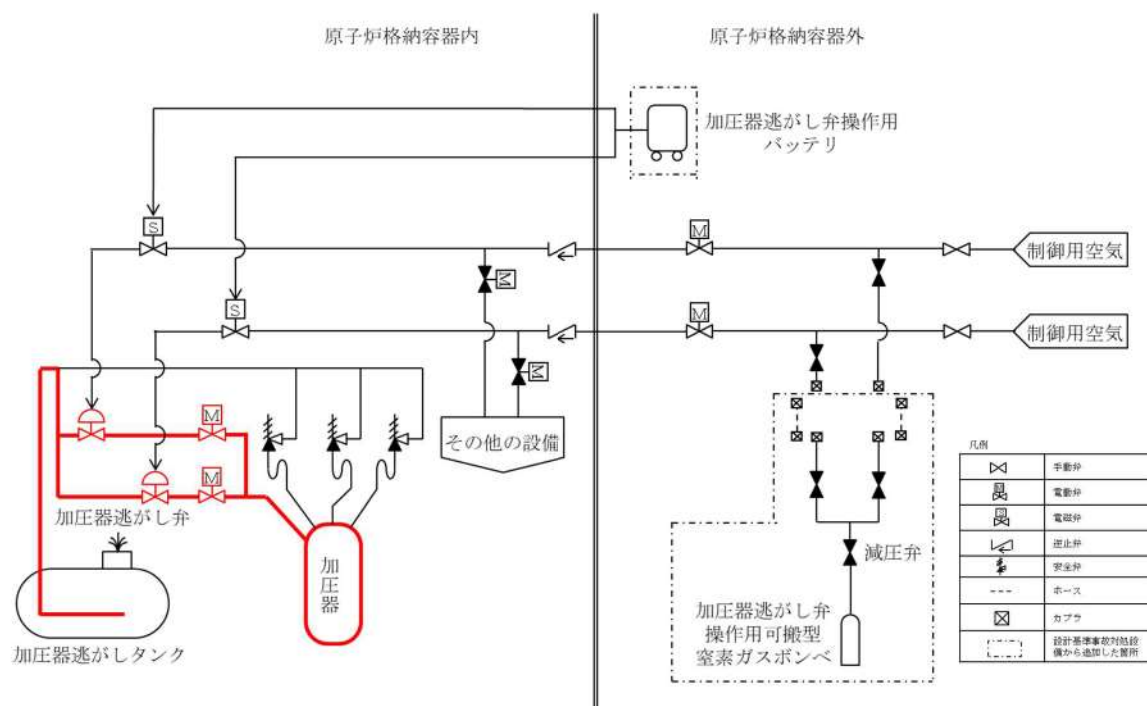 原子炉格納容器内
原子炉格納容器外
加圧器逃がし弁操作用
バッテリ
S
M
制御用空気
M
S
M
制御用空気
M
M
M
その他の設備
加圧器逃がし弁
加圧器
減圧弁
加圧器逃がし弁
操作用可搬型
窒素ガスボンベ
加圧器逃がしタンク
凡例
手動弁
M
電動弁
S
電磁弁
逆止弁
安全弁
ホース
カプラ
設計基準事故対処設
備から追加した箇所